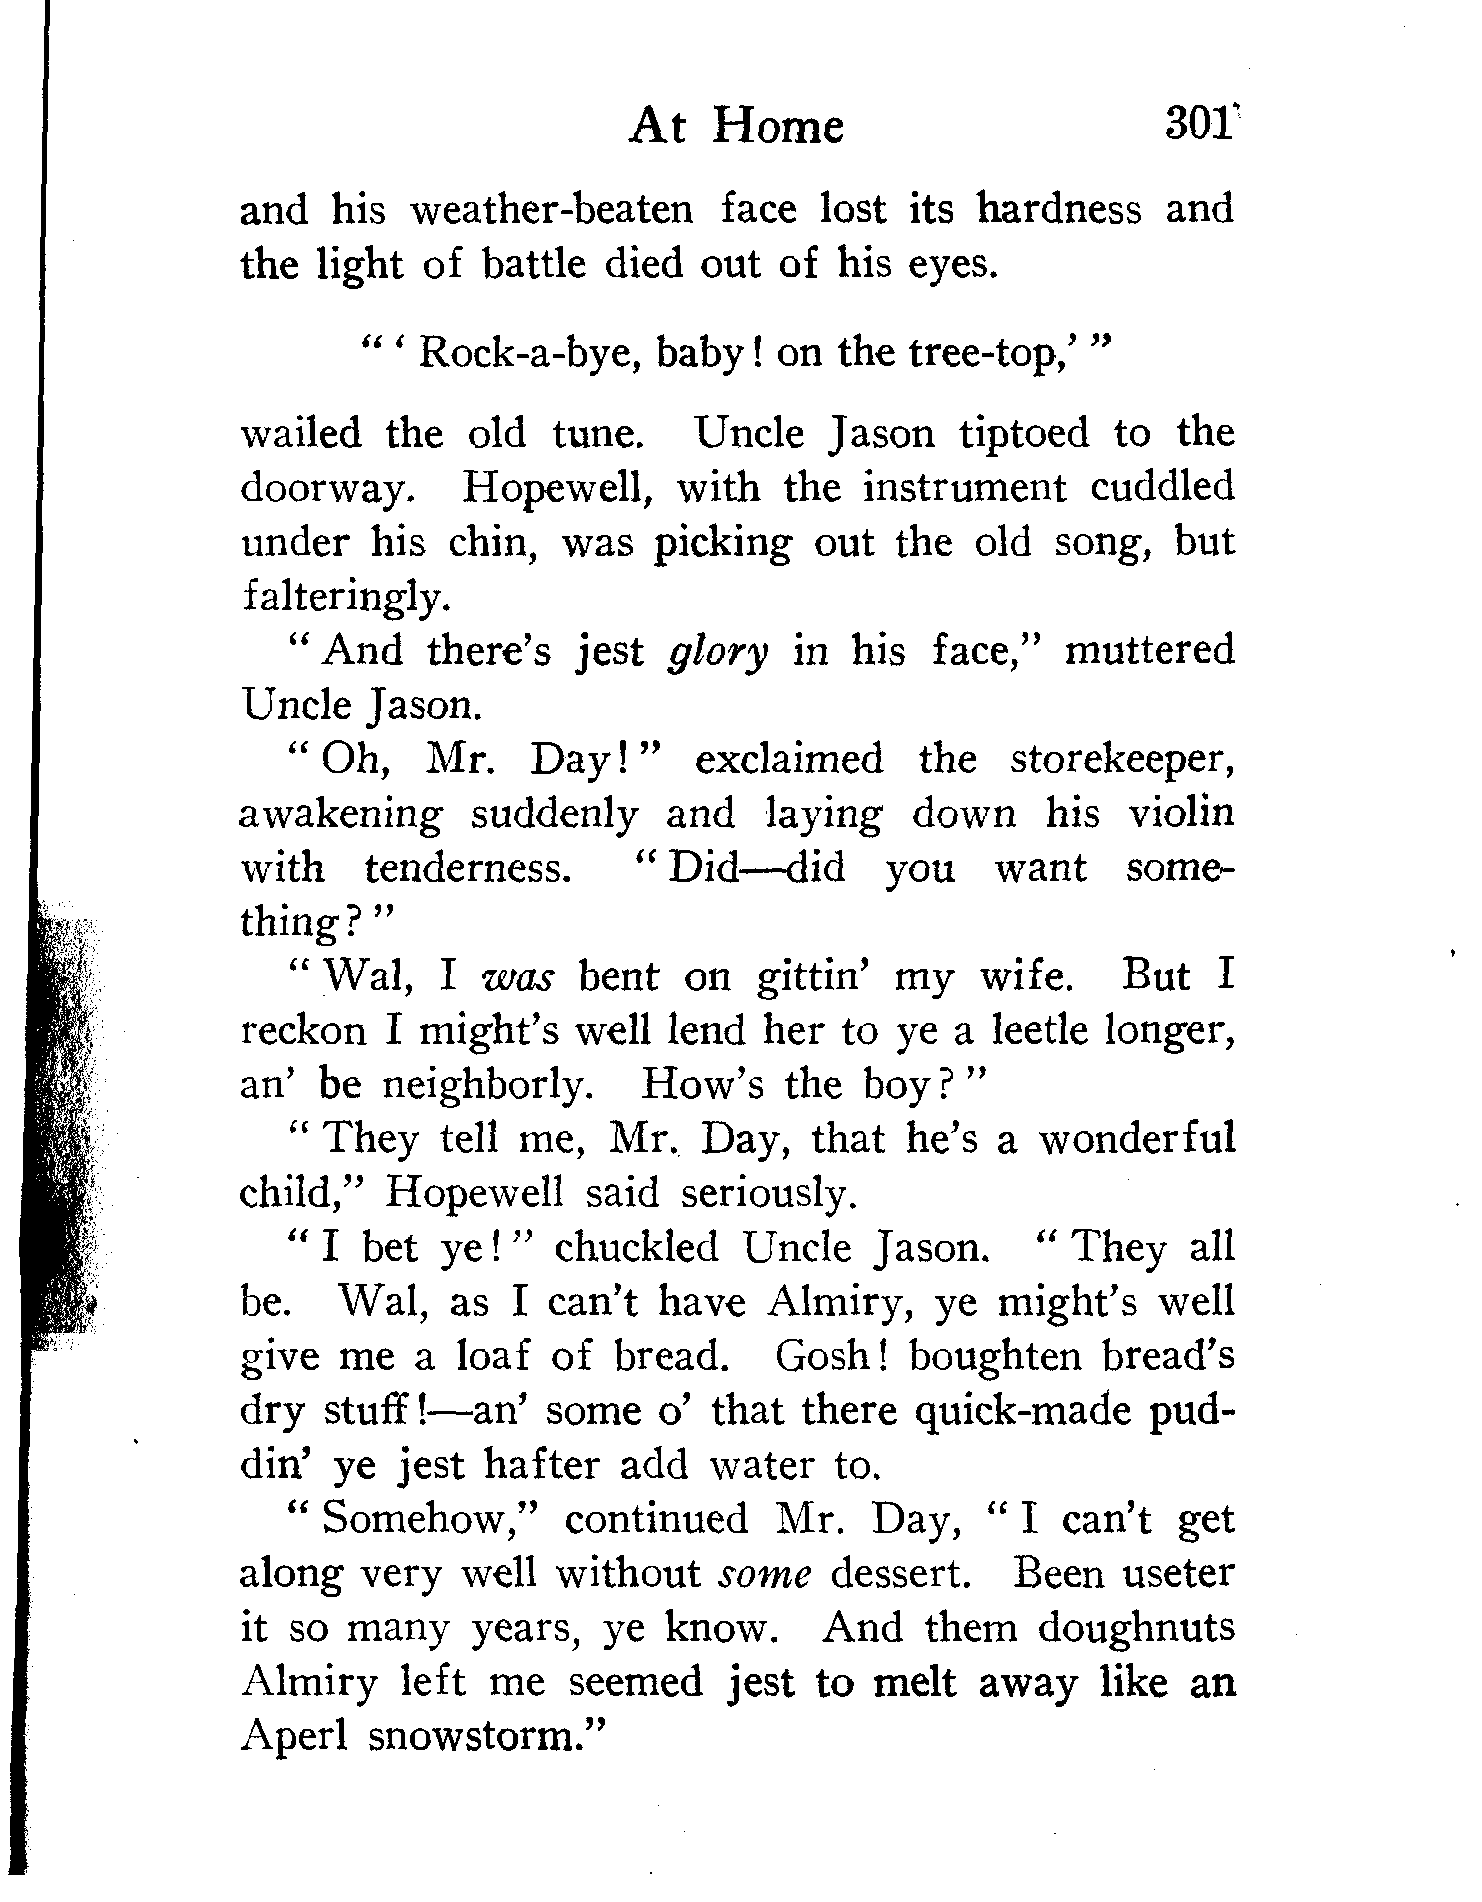 At Home 301
and his weather-beaten face lost its hardness and
the light of battle died out of his eyes.
“ ‘ Rock-a-bye, baby! on the tree-top,’ ”
wailed the old tune. Uncle Jason tiptoed to the
doorway. Hopewell, with the instrument cuddled
under his chin, was picking out the old song, but
falteringly.
“ And there’s jest glory in his face,” muttered
Uncle Jason.
“ Oh, Mr. Day! ” exclaimed the storekeeper,
awakening suddenly and laying down his violin
with tenderness. “ Did—did you want some-
thing? ”
“ Wal, I was bent on gittin’ my wife. But I
reckon I might’s well lend her to ye a leetle longer,
an’ be neighborly. How’s the boy? ”
“ They tell me, Mr. Day, that he’s a wonderful
child,” Hopewell said seriously.
“ I bet ye! ” chuckled Uncle Jason. “ They all
be. Wal, as I can’t have Almiry, ye might’s well
give me a loaf of bread. Gosh! boughten bread’s
dry stuff!—an’ some o’ that there quick-made pud-
din’ ye jest hafter add water to.
“ Somehow,” continued Mr. Day, “ I can’t get
along very well without some dessert. Been useter
it so many years, ye know. And them doughnuts
Almiry left me seemed jest to melt away like an
Aperl snowstorm.”